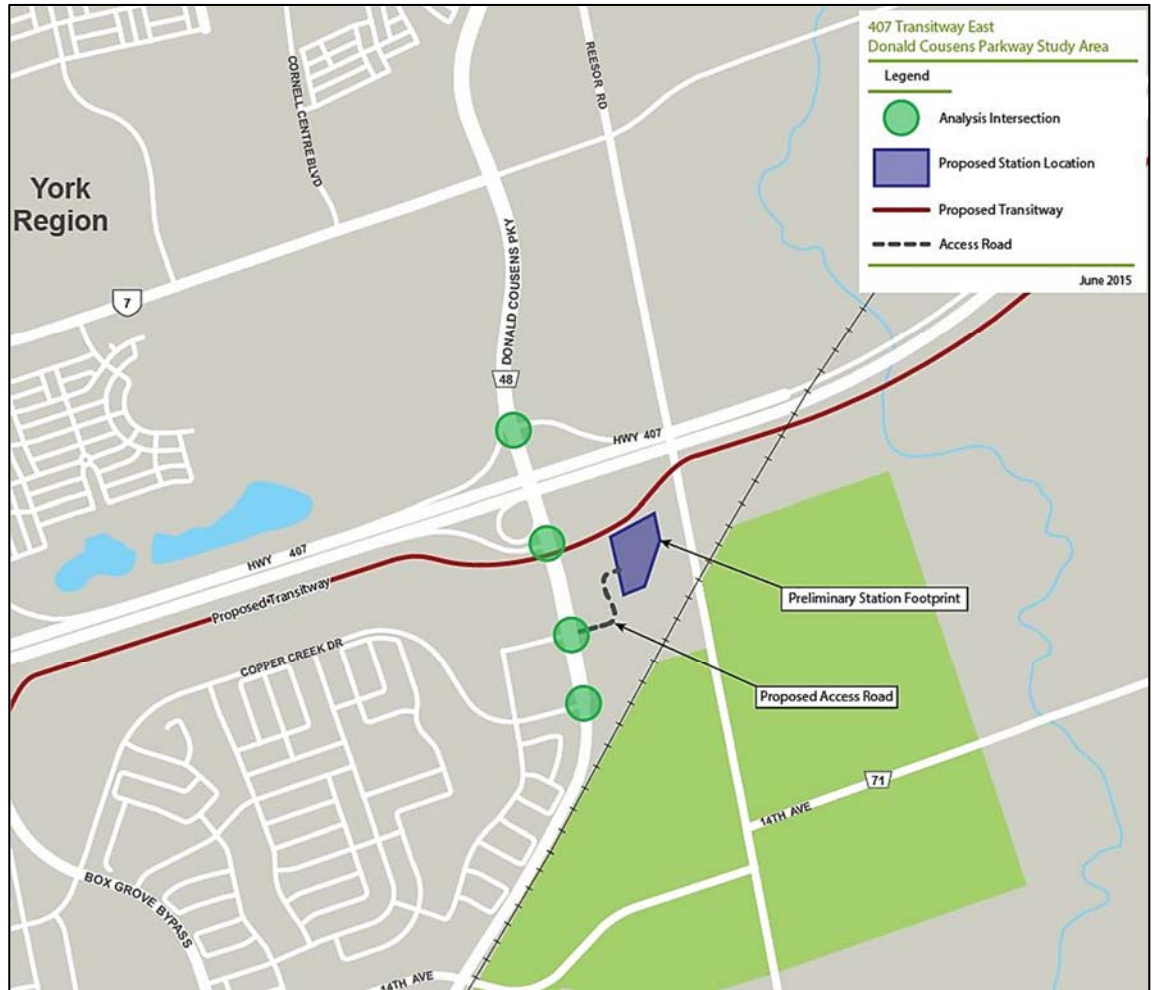 407 Transitway East
Donald Cousens Parkway Study Area
Legend
Analysis Intersection
Proposed Station Location
Proposed Transitway
Access Road
June 2015
REESOR RD
CORNELL CENTRE BLVD
York
Region
7
DONALD COUSENS PKY
48
HWY 407
HWY 407
Proposed Transitway
Preliminary Station Footprint
COPPER CREEK DR
Proposed Access Road
71
14TH AVE
BOX GROVE BYPASS
14TH AVE